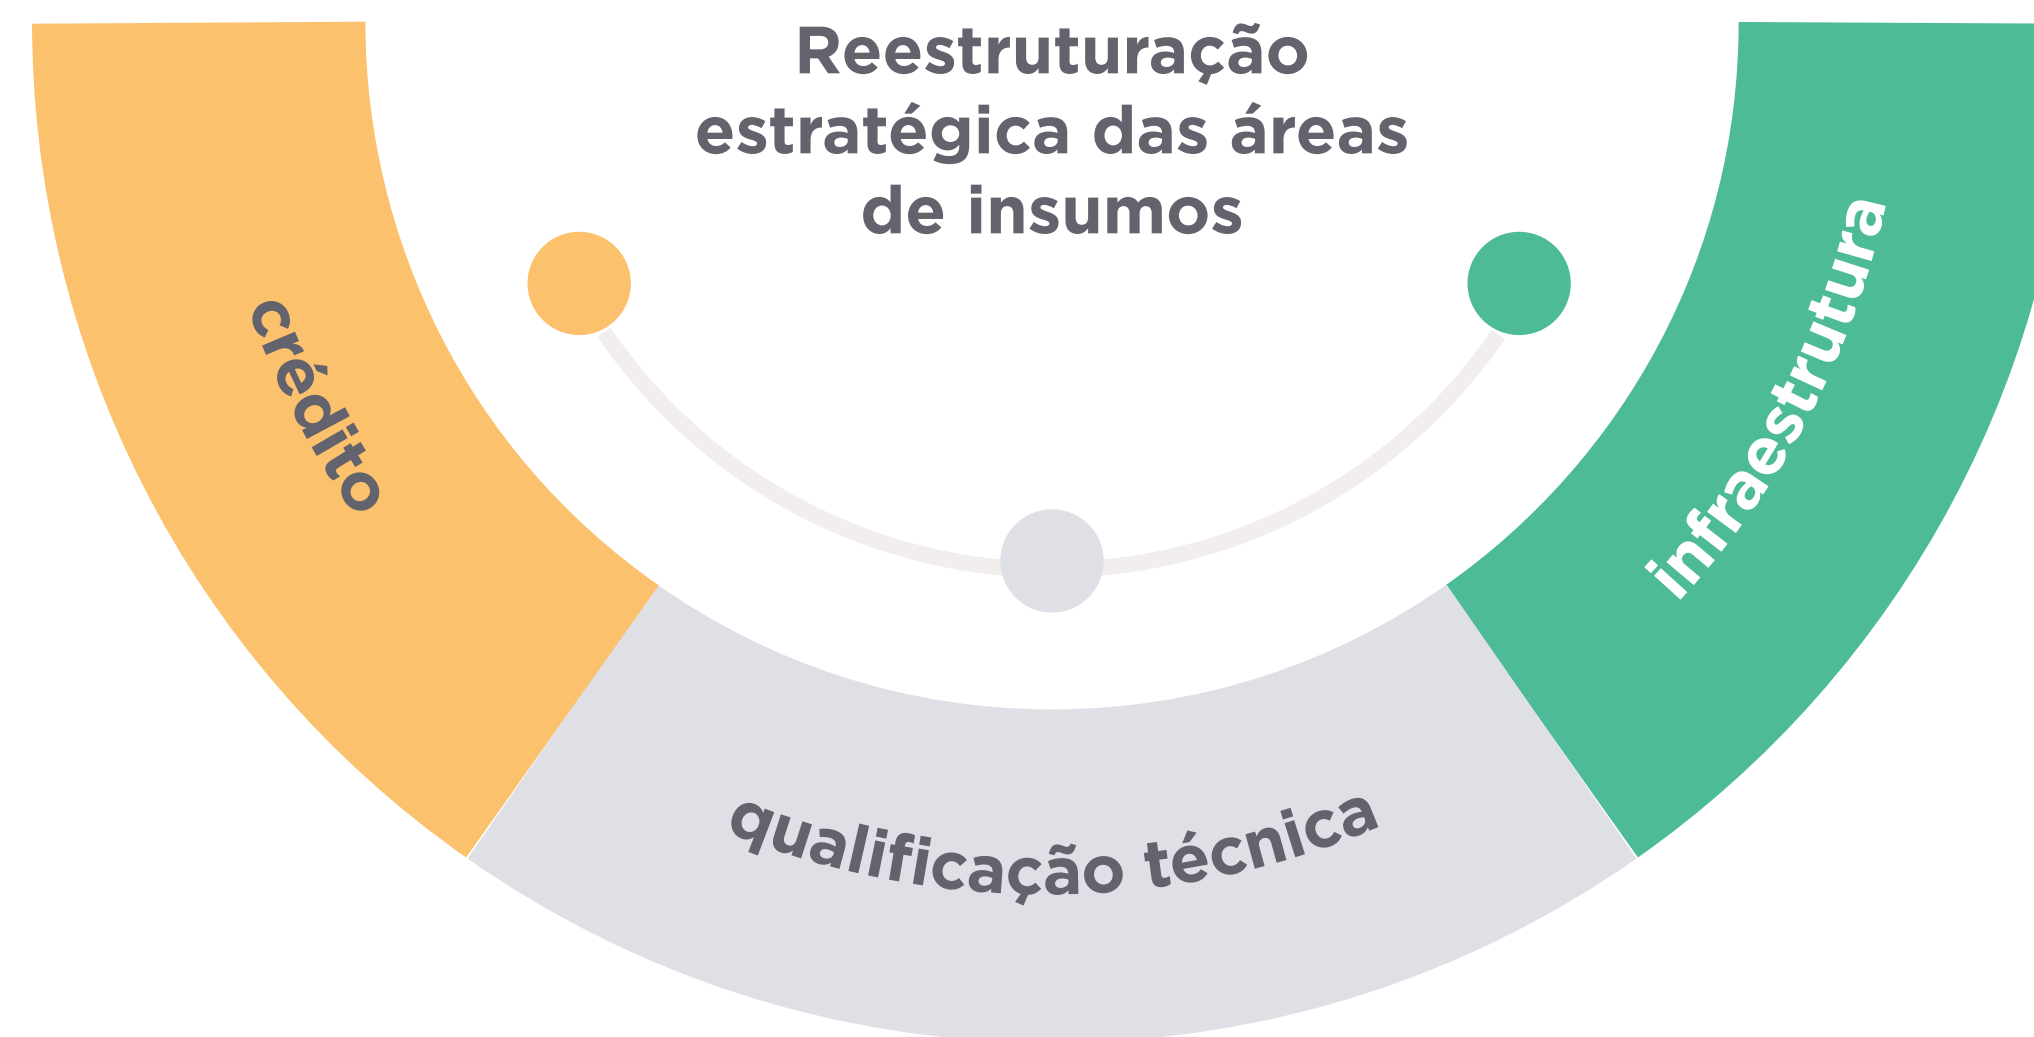 Reestruturação
estratégica das áreas
de insumos
crédito
qualificação técnica
infraestrutura